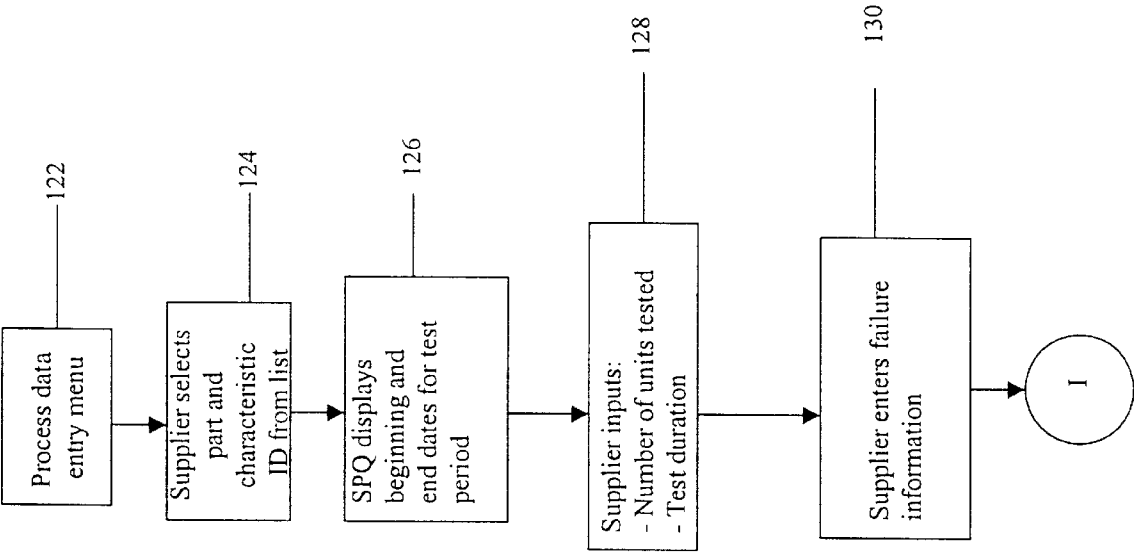 Process data
entry menu
122
Supplier selects
part and
characteristic
ID from list
124
SPQ displays
beginning and
end dates for test
period
126
Supplier inputs:
- Number of units tested
- Test duration
128
Supplier enters failure
information
130
I